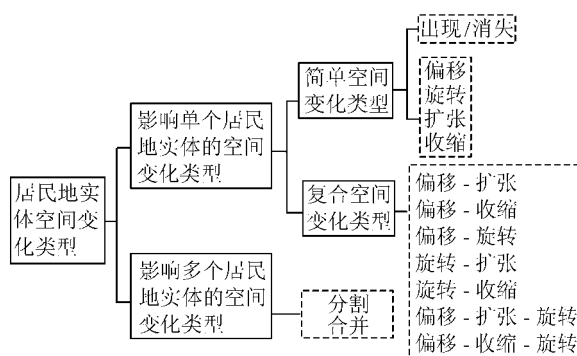 居民地实
体空间变
化类型
影响单个居民
地实体的空间
变化类型
简单空间
变化类型
出现/消失
偏移
旋转
扩张
收缩
复合空间
变化类型
偏移-扩张
偏移-收缩
偏移-旋转
旋转-扩张
旋转-收缩
偏移-扩张-旋转
偏移-收缩-旋转
影响多个居民
地实体的空间
变化类型
分割
合并